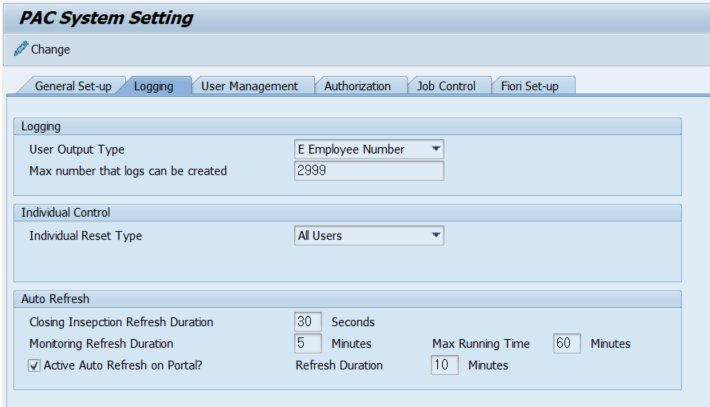 PAC System Setting
Change
General Set-up Logging User Management Authorization Job Control Fiori Set-up
Logging
User Output Type E Employee Number
Max number that logs can be created 2999
Individual Control
Individual Reset Type All Users
Auto Refresh
Closing Insepction Refresh Duration 30 Seconds
Monitoring Refresh Duration 5 Minutes Max Running Time 60 Minutes
Active Auto Refresh on Portal? Refresh Duration 10 Minutes